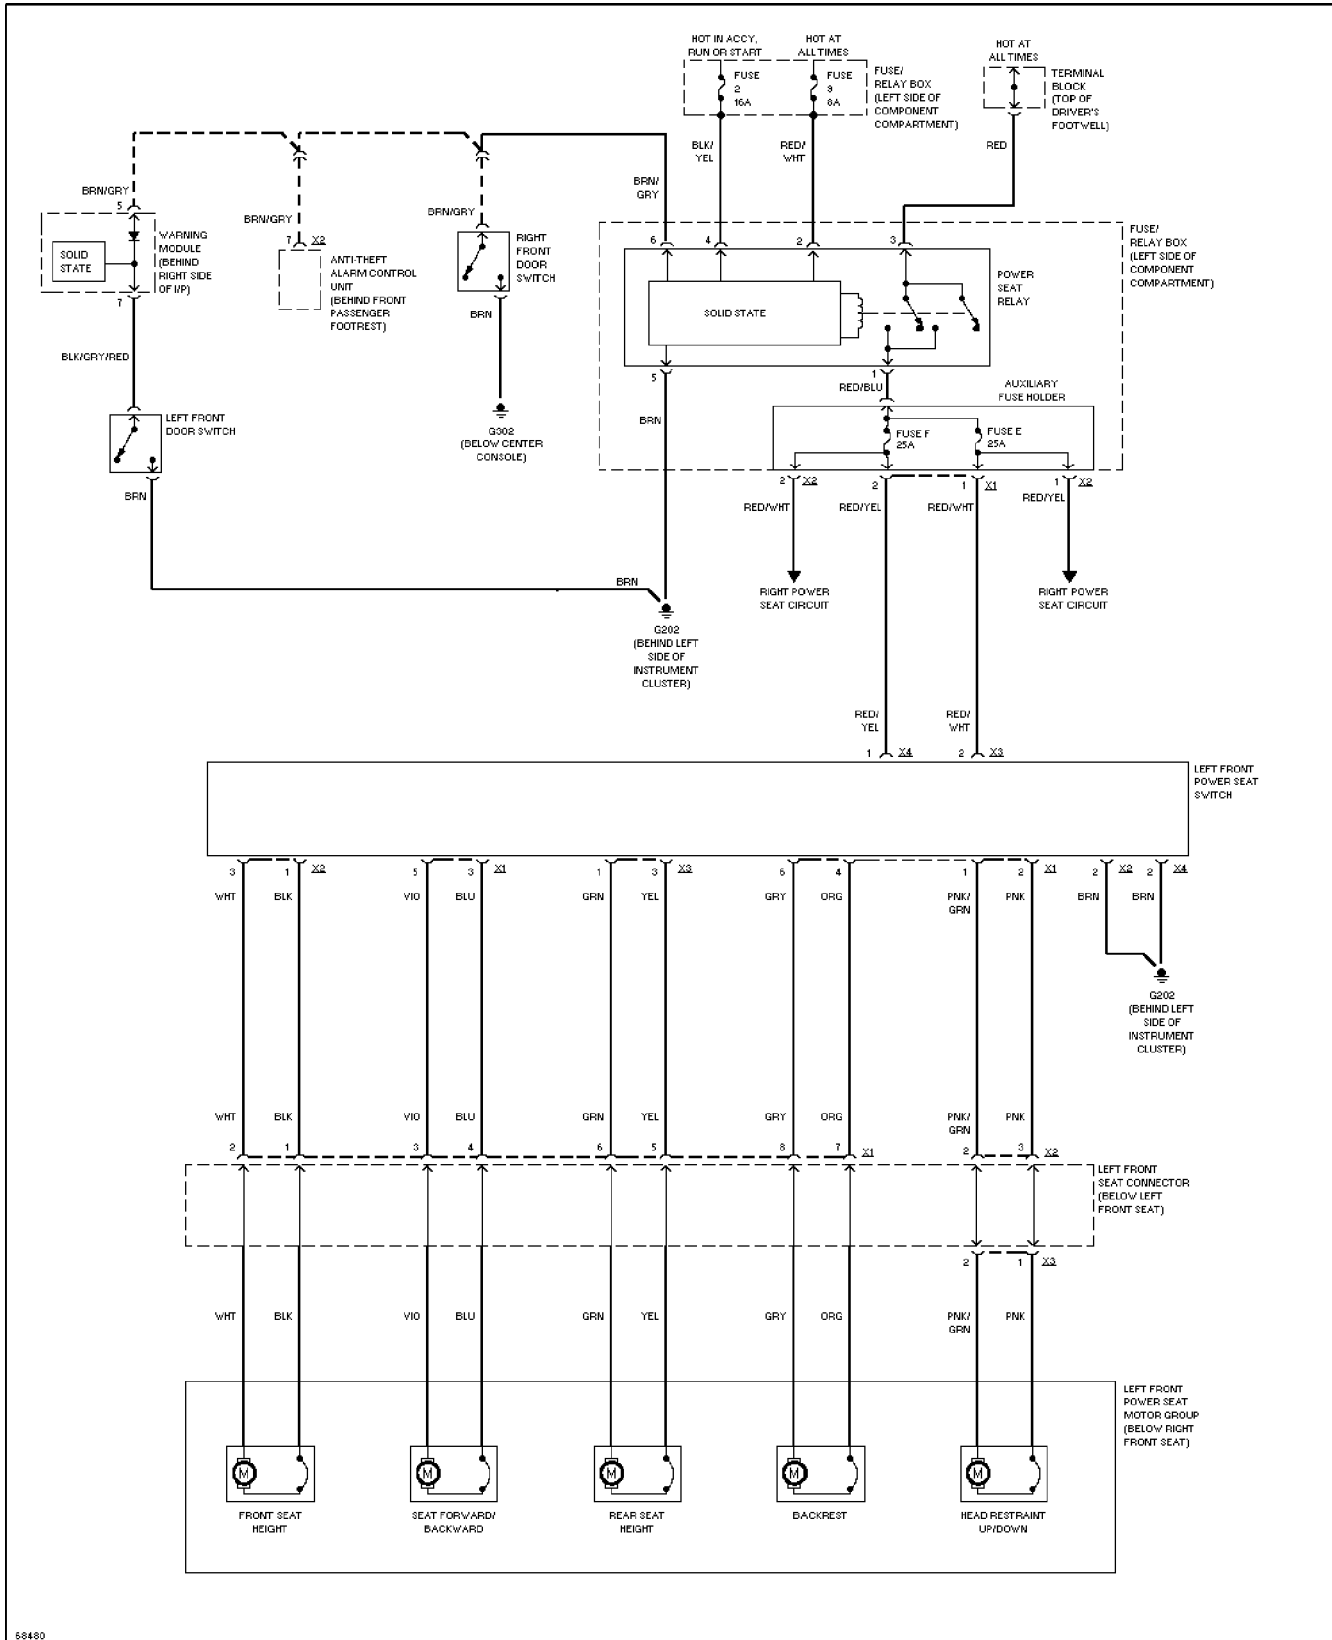 HOT IN ACCY,
RUN OR START
HOT AT
ALL TIMES
HOT AT
ALL TIMES
FUSE
2
16A
FUSE
9
8A
FUSE/
RELAY BOX
(LEFT SIDE OF
COMPONENT
COMPARTMENT)
TERMINAL
BLOCK
(TOP OF
DRIVER'S
FOOTWELL)
BLK/
YEL
RED/
WHT
RED
BRN/
GRY
BRN/GRY
5
BRN/GRY
7 X2
BRN/GRY
SOLID
STATE
WARNING
MODULE
(BEHIND
RIGHT SIDE
OF I/P)
7
ANTI-THEFT
ALARM CONTROL
UNIT
(BEHIND FRONT
PASSENGER
FOOTREST)
RIGHT
FRONT
DOOR
SWITCH
BRN
G302
(BELOW CENTER
CONSOLE)
6 4 2 3
SOLID STATE
POWER
SEAT
RELAY
FUSE/
RELAY BOX
(LEFT SIDE OF
COMPONENT
COMPARTMENT)
5 1
RED/BLU
AUXILIARY
FUSE HOLDER
BLK/GRY/RED
LEFT FRONT
DOOR SWITCH
BRN
BRN
FUSE F
25A
FUSE E
25A
2 X2 2 1 X1 1 X2
RED/WHT RED/YEL RED/WHT RED/YEL
RIGHT POWER
SEAT CIRCUIT
RIGHT POWER
SEAT CIRCUIT
BRN
G202
(BEHIND LEFT
SIDE OF
INSTRUMENT
CLUSTER)
RED/
YEL
RED/
WHT
1 X4 2 X3
LEFT FRONT
POWER SEAT
SWITCH
3 1 X2 5 3 X1 1 3 X3 6 4 1 2 X1 2 X2 2 X4
WHT BLK VIO BLU GRN YEL GRY ORG PNK/
GRN PNK BRN BRN
G202
(BEHIND LEFT
SIDE OF
INSTRUMENT
CLUSTER)
WHT BLK VIO BLU GRN YEL GRY ORG PNK/
GRN PNK
2 1 3 4 6 5 8 7 X1 2 3 X2
LEFT FRONT
SEAT CONNECTOR
(BELOW LEFT
FRONT SEAT)
2 1 X3
WHT BLK VIO BLU GRN YEL GRY ORG PNK/
GRN PNK
LEFT FRONT
POWER SEAT
MOTOR GROUP
(BELOW RIGHT
FRONT SEAT)
M M M M M
FRONT SEAT
HEIGHT
SEAT FORWARD/
BACKWARD
REAR SEAT
HEIGHT
BACKREST
HEAD RESTRAINT
UP/DOWN
68480